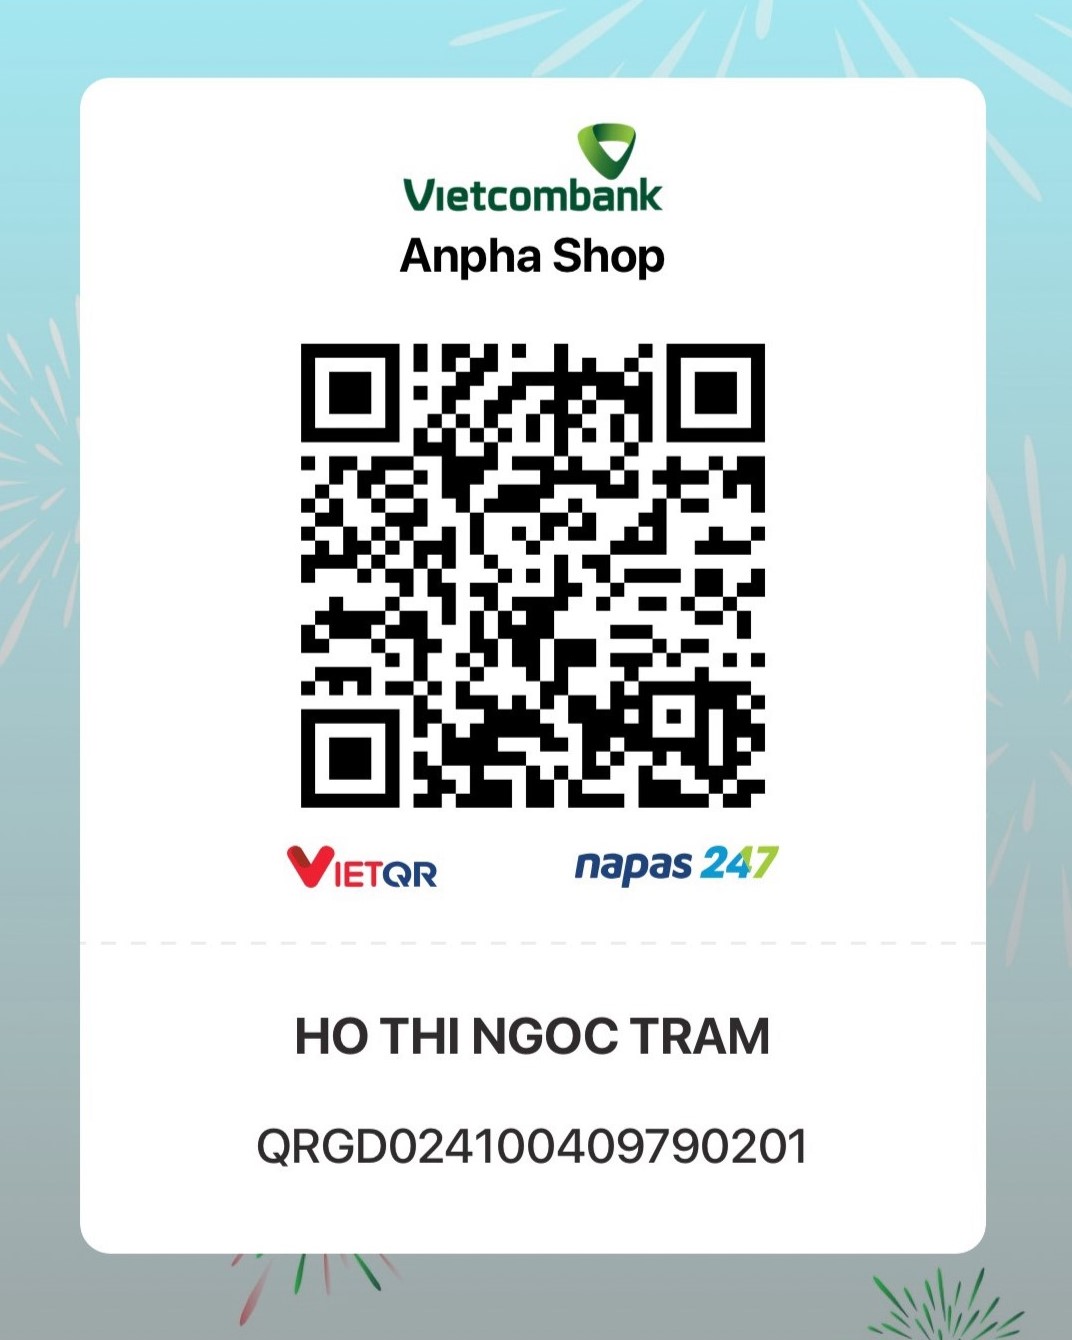 Vietcombank
Anpha Shop
VIETQR
napas 247
HO THI NGOC TRAM
QRGD024100409790201